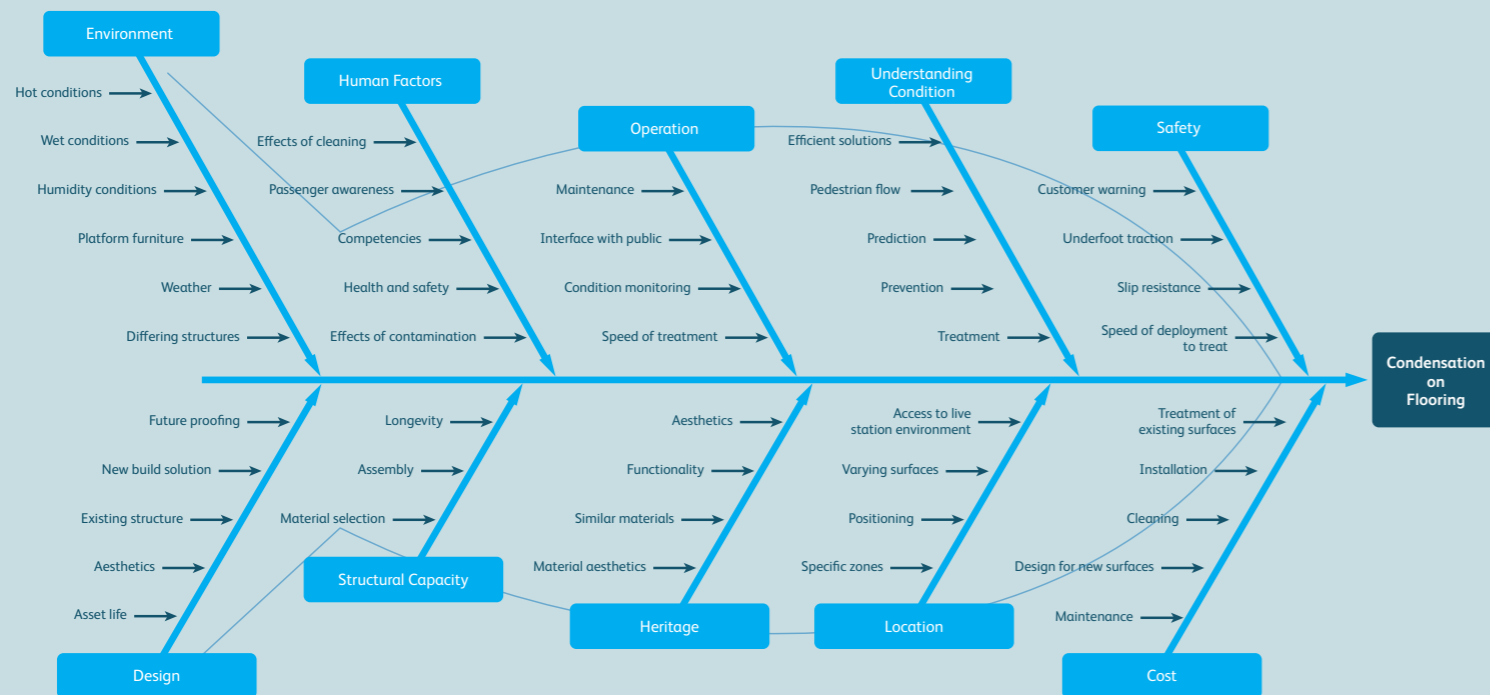 Environment
Hot conditions
Wet conditions
Humidity conditions
Platform furniture
Weather
Differing structures
Human Factors
Effects of cleaning
Passenger awareness
Competencies
Health and safety
Effects of contamination
Operation
Maintenance
Interface with public
Condition monitoring
Speed of treatment
Understanding
Condition
Efficient solutions
Pedestrian flow
Prediction
Prevention
Treatment
Safety
Customer warning
Underfoot traction
Slip resistance
Speed of deployment
to treat
Condensation
on
Flooring
Future proofing
New build solution
Existing structure
Aesthetics
Asset life
Design
Longevity
Assembly
Material selection
Structural Capacity
Aesthetics
Functionality
Similar materials
Material aesthetics
Heritage
Access to live
station environment
Varying surfaces
Positioning
Specific zones
Location
Treatment of
existing surfaces
Installation
Cleaning
Design for new surfaces
Maintenance
Cost